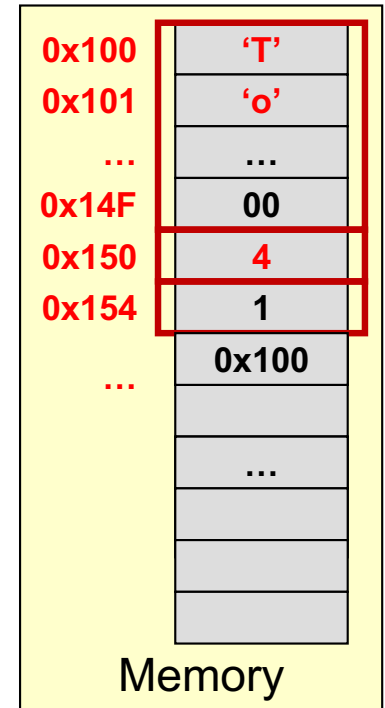 0x100 ‘T’
0x101 ‘o’
… …
0x14F 00
0x150 4
0x154 1
0x100
…
…
Memory